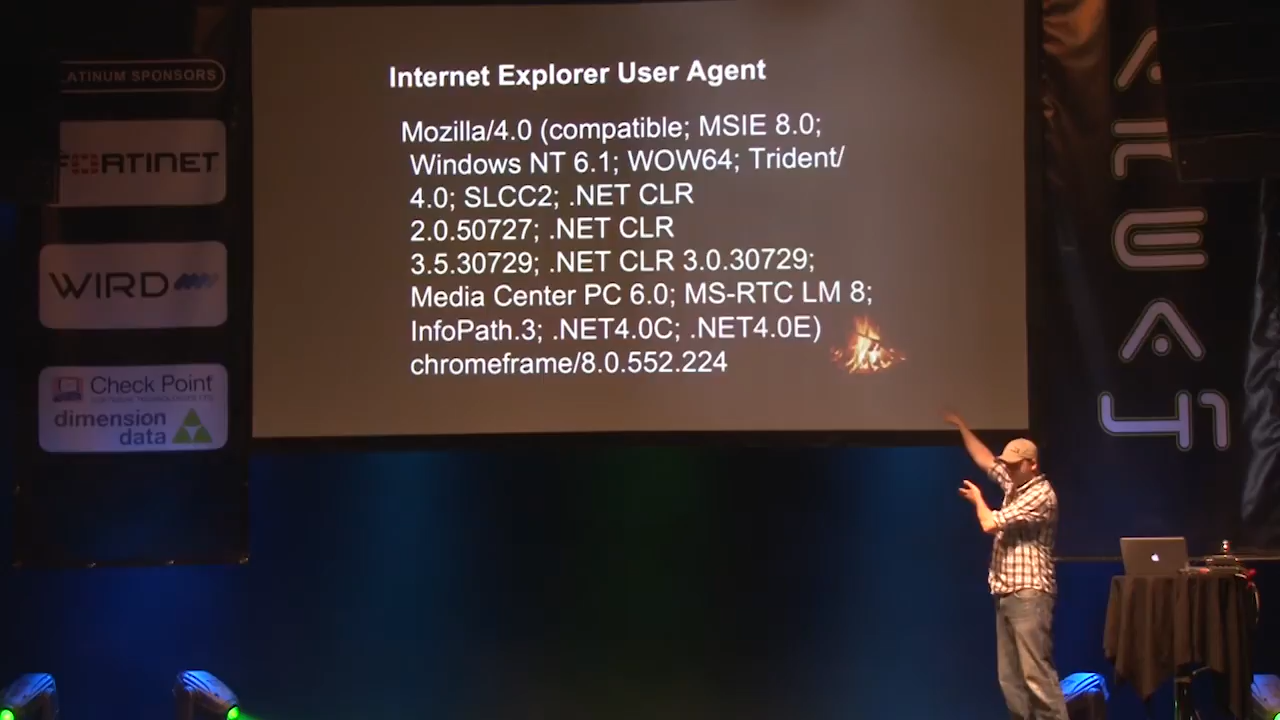 Internet Explorer User Agent
Mozilla/4.0 (compatible; MSIE 8.0;
Windows NT 6.1; WOW64; Trident/
4.0; SLCC2; .NET CLR
2.0.50727; .NET CLR
3.5.30729; .NET CLR 3.0.30729;
Media Center PC 6.0; MS-RTC LM 8;
InfoPath.3; .NET4.0C; .NET4.0E)
chromeframe/8.0.552.224
ATINUM SPONSORS
FORTINET
WIRD
Check Point
dimension
data
AREA
41